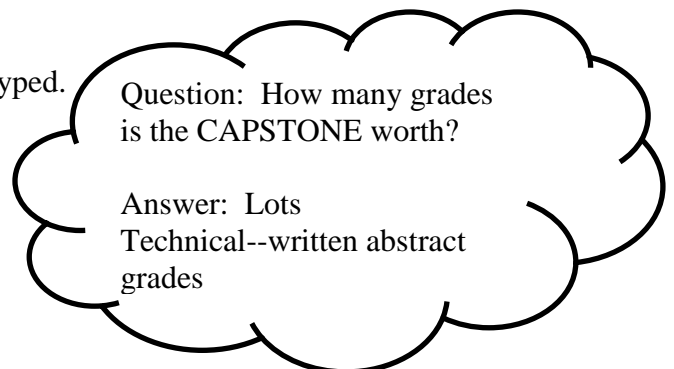 yped.
Question: How many grades
is the CAPSTONE worth?
Answer: Lots
Technical--written abstract
grades